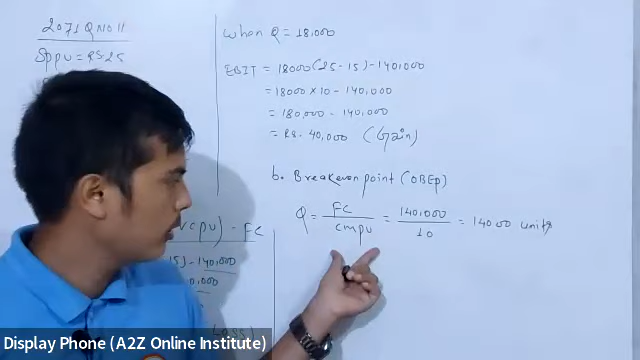 2071 Q NO 11
SPPU = RS.25
vcpu) - FC
15) - 140,000
0,000
Loss)
when Q = 18,000
EBIT = 18000(25-15) - 140,000
= 18000 × 10 - 140,000
= 180,000 - 140,000
= RS. 40,000 (Gain)
b. Breakeven point (OBEP)
Q = FC / cmpu = 140,000 / 10 = 14000 units
Display Phone (A2Z Online Institute)